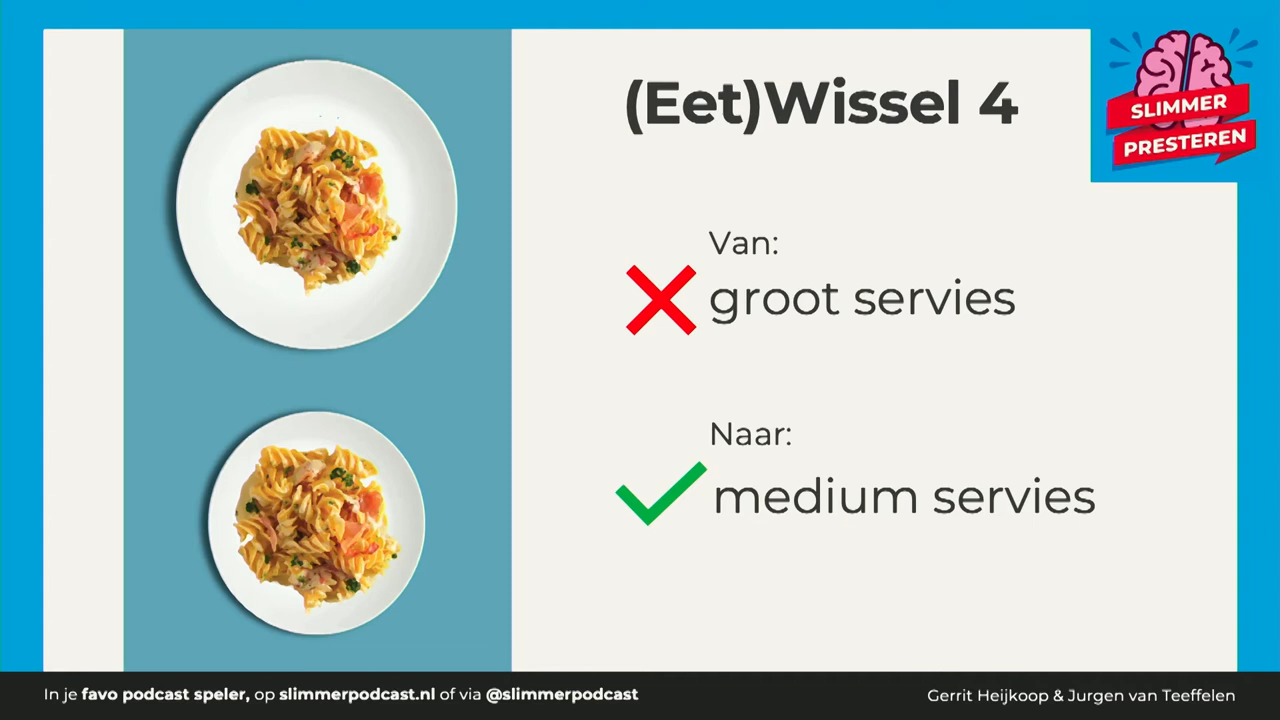 (Eet)Wissel 4
SLIMMER
PRESTEREN
Van:
groot servies
Naar:
medium servies
In je favo podcast speler, op slimmerpodcast.nl of via @slimmerpodcast
Gerrit Heijkoop & Jurgen van Teeffelen